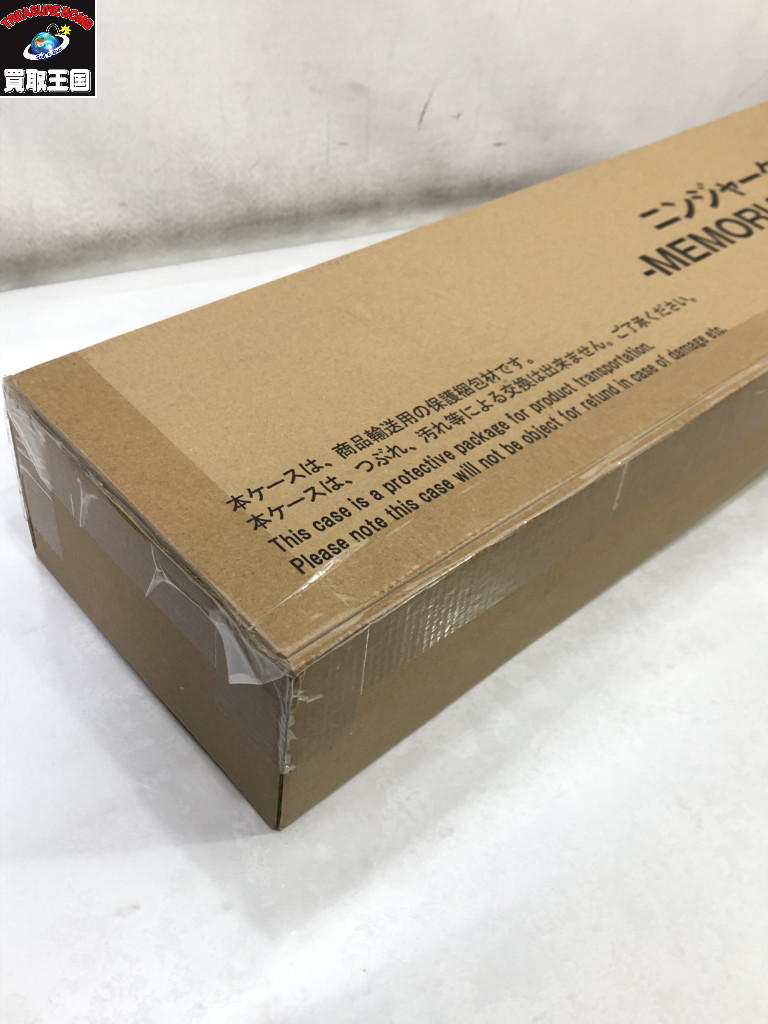 TREASURE BOMB
買取王国
ニンジャーク
-MEMORI
本ケースは、商品輸送用の保護梱包材です。
本ケースは、つぶれ、汚れ等による交換は出来ません。ご了承ください。
This case is a protective package for product transportation.
Please note this case will not be object for refund in case of damage etc.